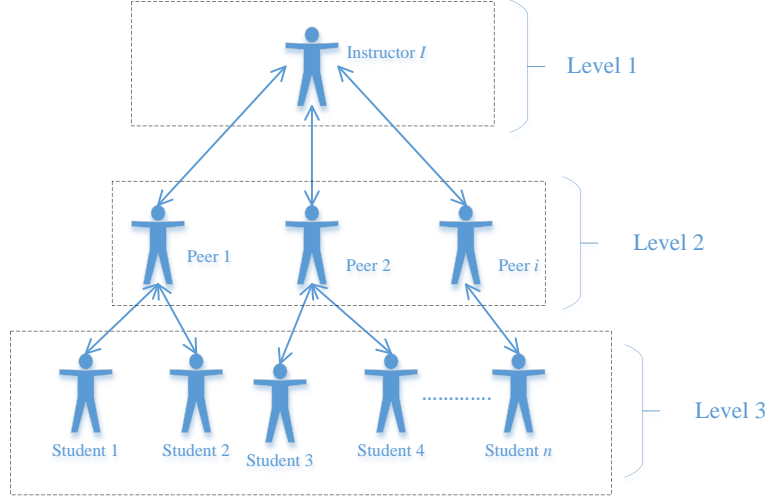 Instructor I
Level 1
Peer 1
Peer 2
Peer i
Level 2
Student 1
Student 2
Student 3
Student 4
.............
Student n
Level 3